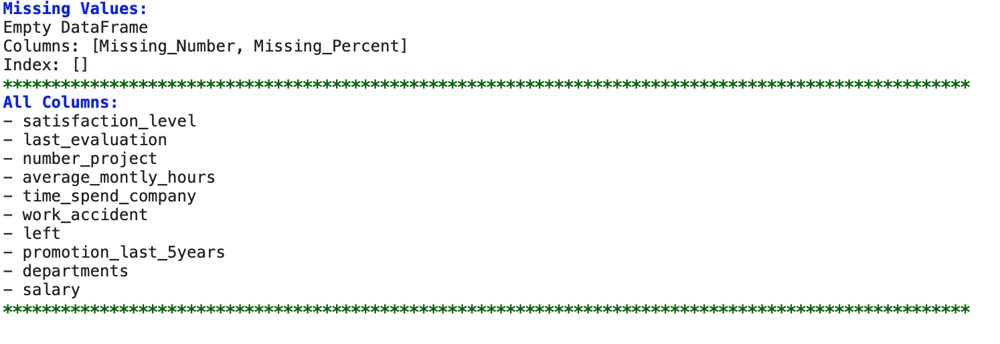 Missing Values:
Empty DataFrame
Columns: [Missing_Number, Missing_Percent]
Index: []
****************************************************************************************************
All Columns:
- satisfaction_level
- last_evaluation
- number_project
- average_montly_hours
- time_spend_company
- work_accident
- left
- promotion_last_5years
- departments
- salary
****************************************************************************************************